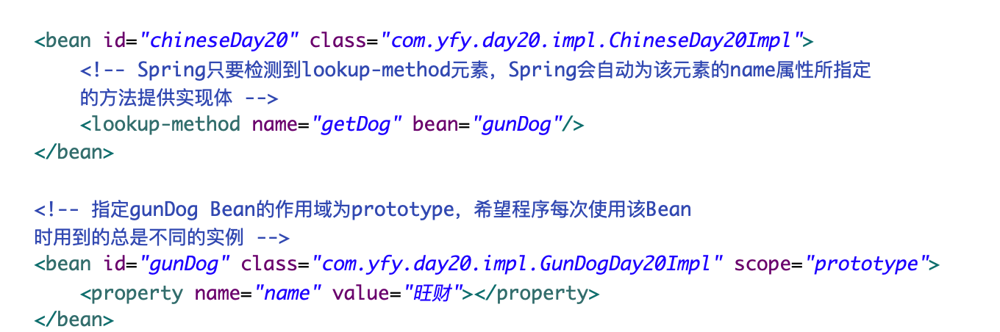 <bean id="chineseDay20" class="com.yfy.day20.impl.ChineseDay20Impl">
<!-- Spring只要检测到lookup-method元素，Spring会自动为该元素的name属性所指定
的方法提供实现体 -->
<lookup-method name="getDog" bean="gunDog"/>
</bean>
<!-- 指定gunDog Bean的作用域为prototype，希望程序每次使用该Bean
时用到的总是不同的实例 -->
<bean id="gunDog" class="com.yfy.day20.impl.GunDogDay20Impl" scope="prototype">
<property name="name" value="旺财"></property>
</bean>